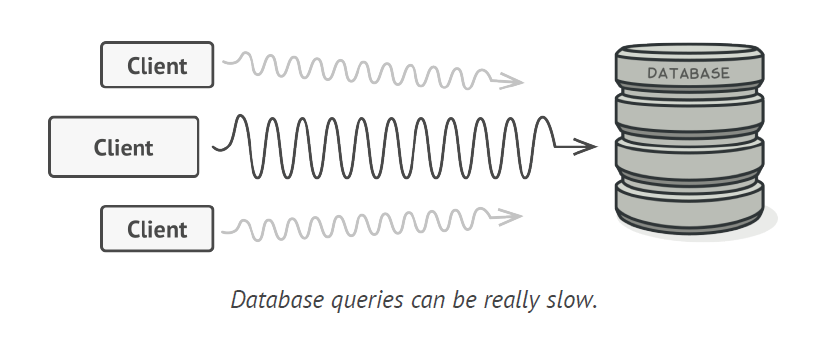 Client
Client
Client
DATABASE
Database queries can be really slow.